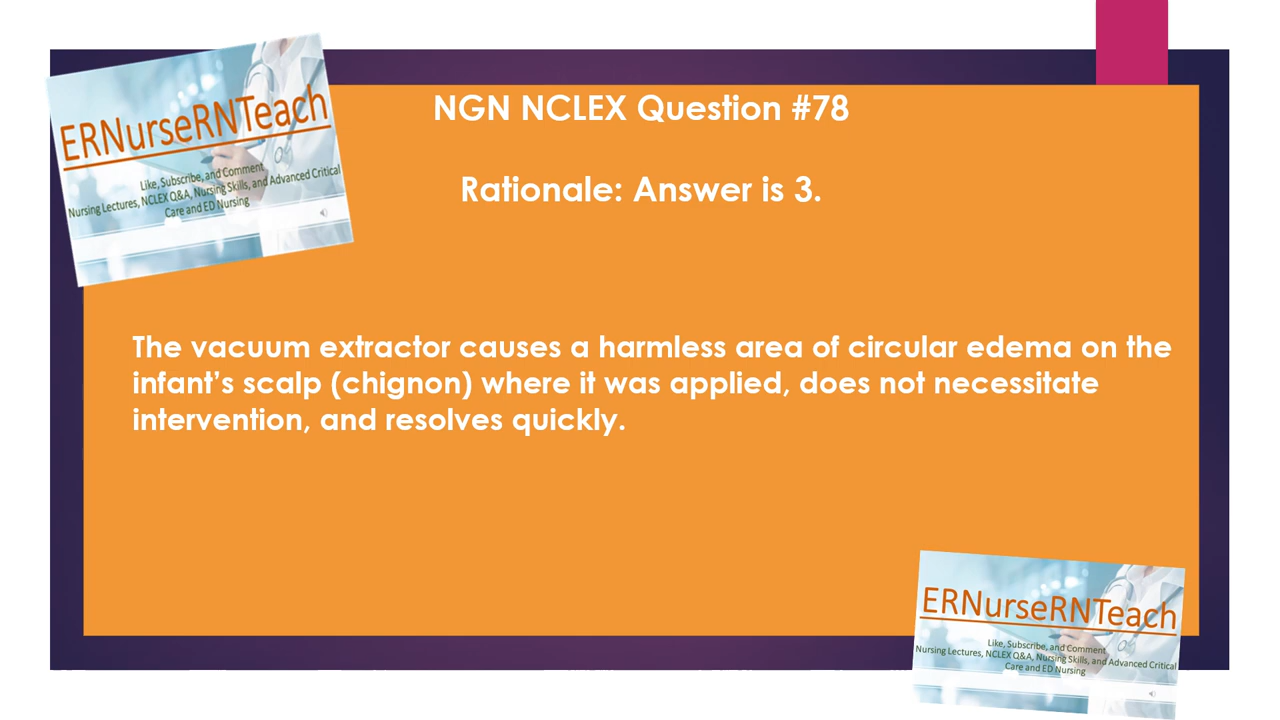 ERNurseRNTeach
Like, Subscribe, and Comment
Nursing Lectures, NCLEX Q&A, Nursing Skills, and Advanced Critical
Care and ED Nursing
NGN NCLEX Question #78
Rationale: Answer is 3.
The vacuum extractor causes a harmless area of circular edema on the
infant’s scalp (chignon) where it was applied, does not necessitate
intervention, and resolves quickly.
ERNurseRNTeach
Like, Subscribe, and Comment
Nursing Lectures, NCLEX Q&A, Nursing Skills, and Advanced Critical
Care and ED Nursing